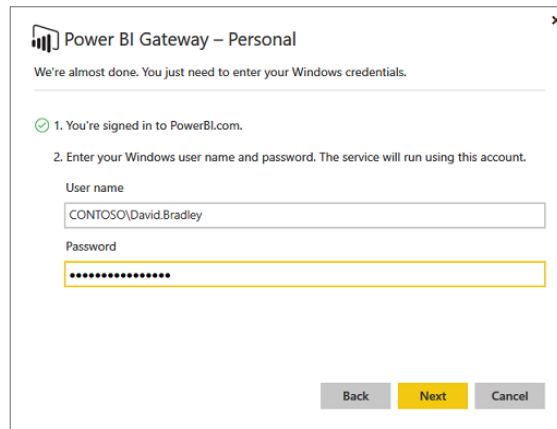 Power BI Gateway – Personal
We're almost done. You just need to enter your Windows credentials.
1. You're signed in to PowerBI.com.
2. Enter your Windows user name and password. The service will run using this account.
User name
CONTOSO\David.Bradley
Password
••••••••••••••••
Back Next Cancel